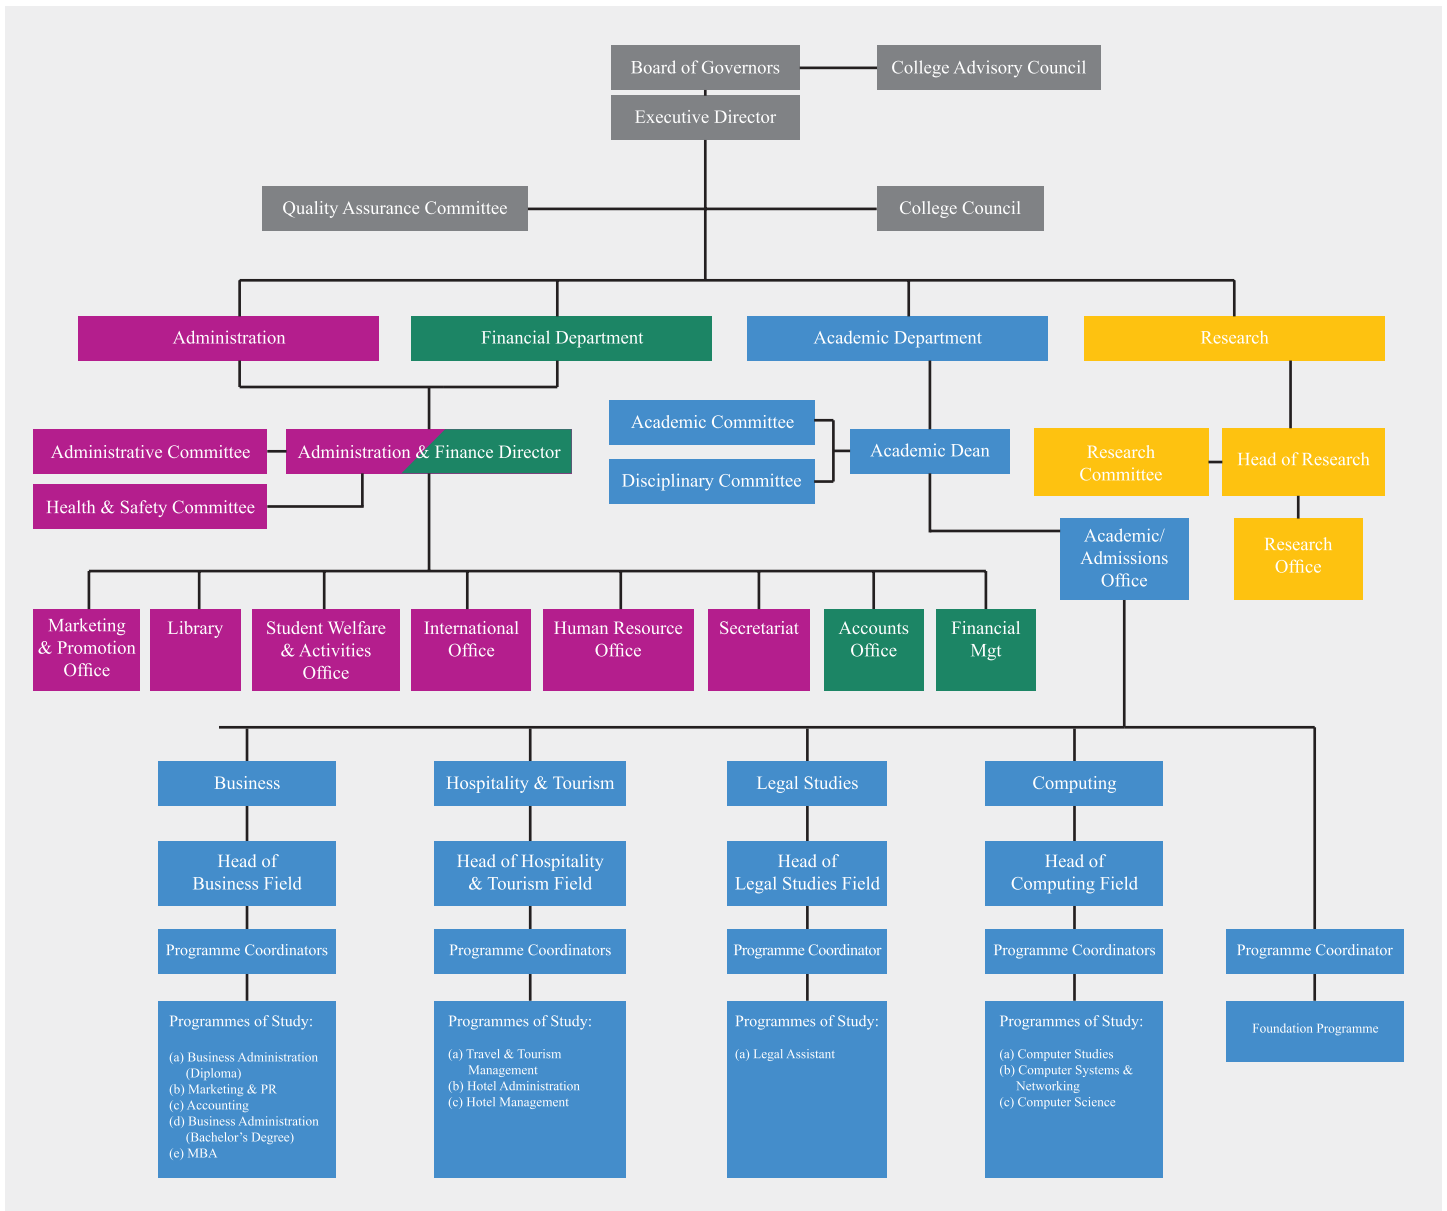 Board of Governors
College Advisory Council
Executive Director
Quality Assurance Committee
College Council
Administration
Financial Department
Academic Department
Research
Administrative Committee
Administration & Finance Director
Health & Safety Committee
Academic Committee
Disciplinary Committee
Academic Dean
Research
Committee
Head of Research
Academic/
Admissions
Office
Research
Office
Marketing
& Promotion
Office
Library
Student Welfare
& Activities
Office
International
Office
Human Resource
Office
Secretariat
Accounts
Office
Financial
Mgt
Business
Hospitality & Tourism
Legal Studies
Computing
Head of
Business Field
Head of Hospitality
& Tourism Field
Head of
Legal Studies Field
Head of
Computing Field
Programme Coordinators
Programme Coordinators
Programme Coordinator
Programme Coordinators
Programme Coordinator
Programmes of Study:
(a) Business Administration
(Diploma)
(b) Marketing & PR
(c) Accounting
(d) Business Administration
(Bachelor’s Degree)
(e) MBA
Programmes of Study:
(a) Travel & Tourism
Management
(b) Hotel Administration
(c) Hotel Management
Programmes of Study:
(a) Legal Assistant
Programmes of Study:
(a) Computer Studies
(b) Computer Systems &
Networking
(c) Computer Science
Foundation Programme